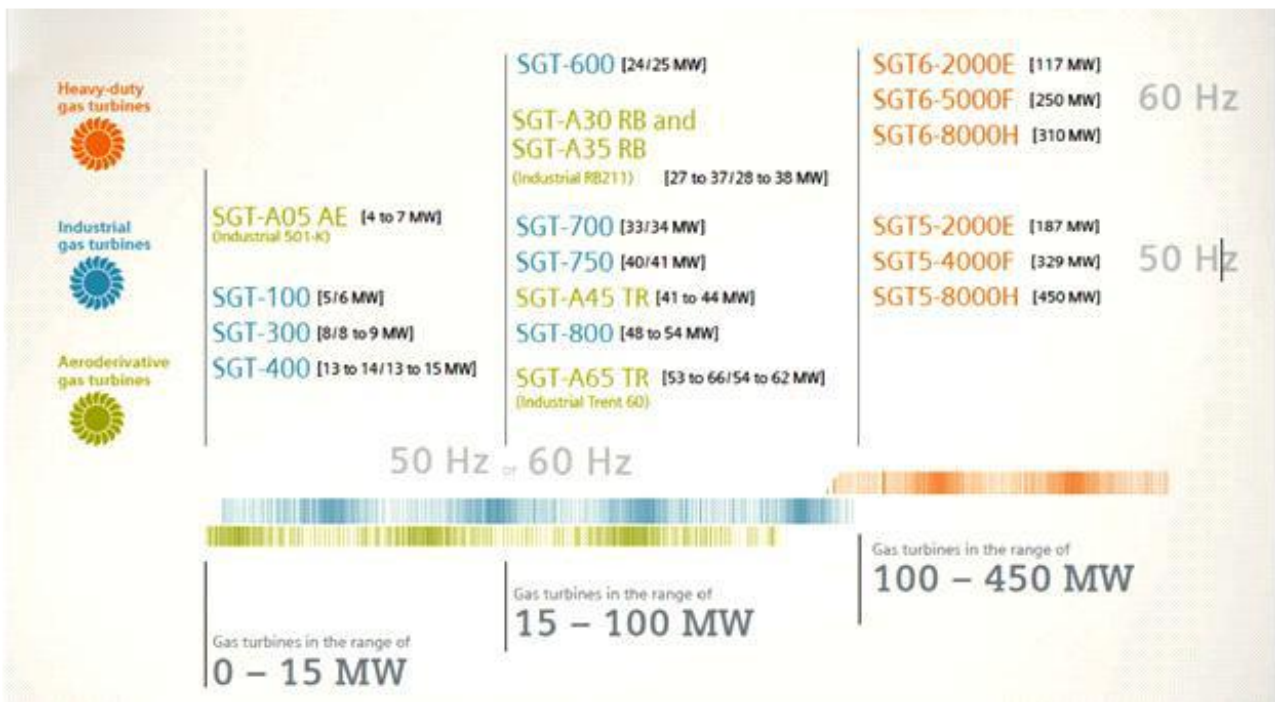 Heavy-duty
gas turbines
Industrial
gas turbines
Aeroderivative
gas turbines
SGT-A05 AE [4 to 7 MW]
(Industrial 501-K)
SGT-100 [5/6 MW]
SGT-300 [8/8 to 9 MW]
SGT-400 [13 to 14/13 to 15 MW]
SGT-600 [24/25 MW]
SGT-A30 RB and
SGT-A35 RB
(Industrial RB211) [27 to 37/28 to 38 MW]
SGT-700 [33/34 MW]
SGT-750 [40/41 MW]
SGT-A45 TR [41 to 44 MW]
SGT-800 [48 to 54 MW]
SGT-A65 TR [53 to 66/54 to 62 MW]
(Industrial Trent 60)
SGT6-2000E [117 MW]
SGT6-5000F [250 MW]
SGT6-8000H [310 MW]
60 Hz
SGT5-2000E [187 MW]
SGT5-4000F [329 MW]
SGT5-8000H [450 MW]
50 Hz
50 Hz or 60 Hz
Gas turbines in the range of
0 – 15 MW
Gas turbines in the range of
15 – 100 MW
Gas turbines in the range of
100 – 450 MW